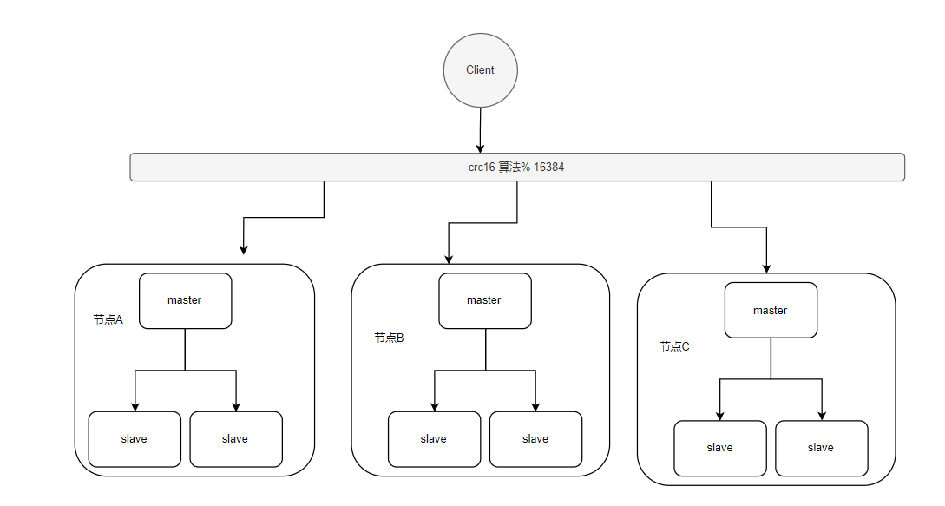 Client
crc16 算法% 16384
master
master
master
节点A
节点B
节点C
slave
slave
slave
slave
slave
slave